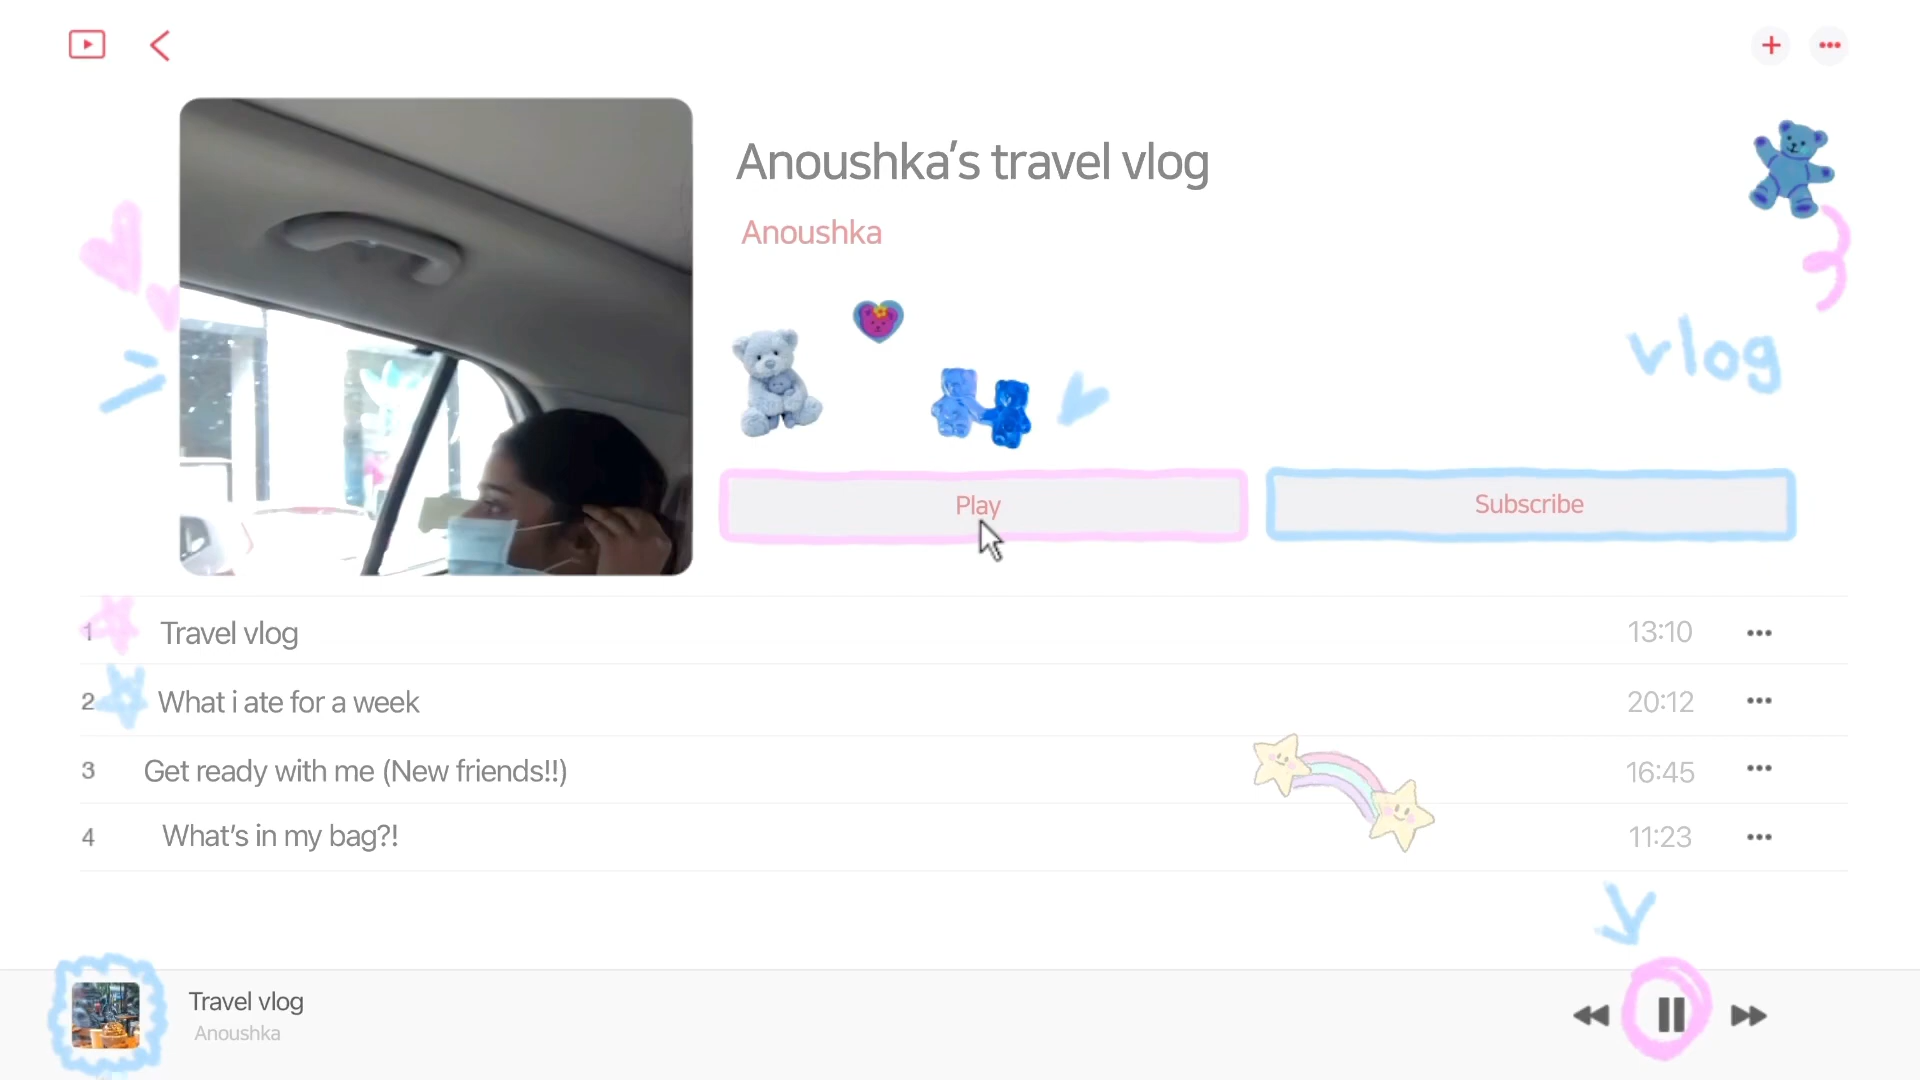 Anoushka's travel vlog
Anoushka
vlog
Play
Subscribe
1 Travel vlog 13:10
2 What i ate for a week 20:12
3 Get ready with me (New friends!!) 16:45
4 What's in my bag?! 11:23
Travel vlog
Anoushka